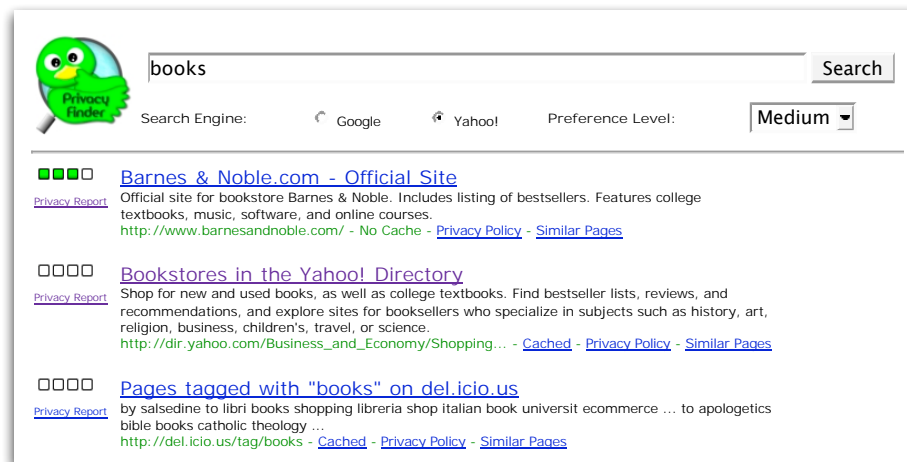 books
Search
Privacy
Finder
Search Engine: Google Yahoo! Preference Level: Medium
Barnes & Noble.com - Official Site
Privacy Report
Official site for bookstore Barnes & Noble. Includes listing of bestsellers. Features college
textbooks, music, software, and online courses.
http://www.barnesandnoble.com/ - No Cache - Privacy Policy - Similar Pages
Bookstores in the Yahoo! Directory
Privacy Report
Shop for new and used books, as well as college textbooks. Find bestseller lists, reviews, and
recommendations, and explore sites for booksellers who specialize in subjects such as history, art,
religion, business, children's, travel, or science.
http://dir.yahoo.com/Business_and_Economy/Shopping... - Cached - Privacy Policy - Similar Pages
Pages tagged with "books" on del.icio.us
Privacy Report
by salsedine to libri books shopping libreria shop italian book universit ecommerce ... to apologetics
bible books catholic theology ...
http://del.icio.us/tag/books - Cached - Privacy Policy - Similar Pages